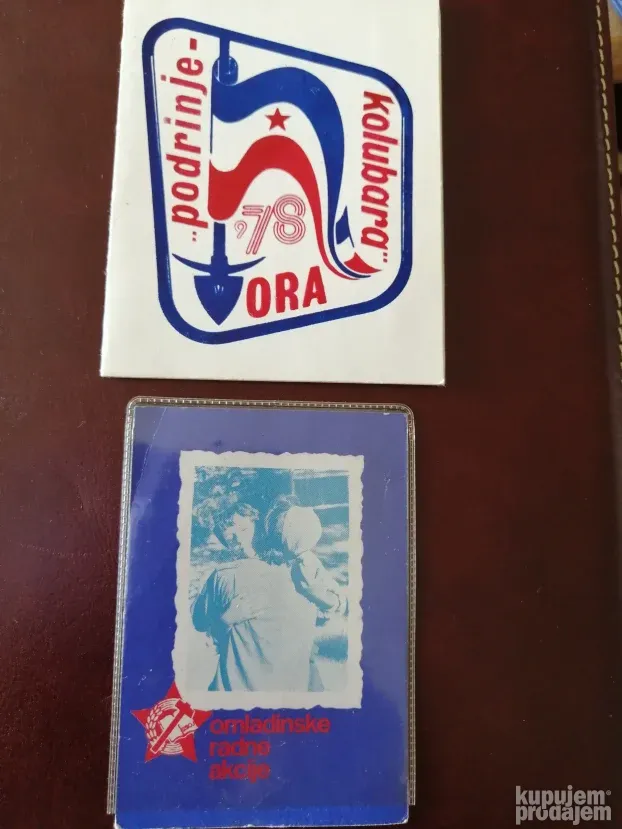 „podrinje-
kolubara"
'78
ORA
omladinske
radne
akcije
kupujem
prodajem